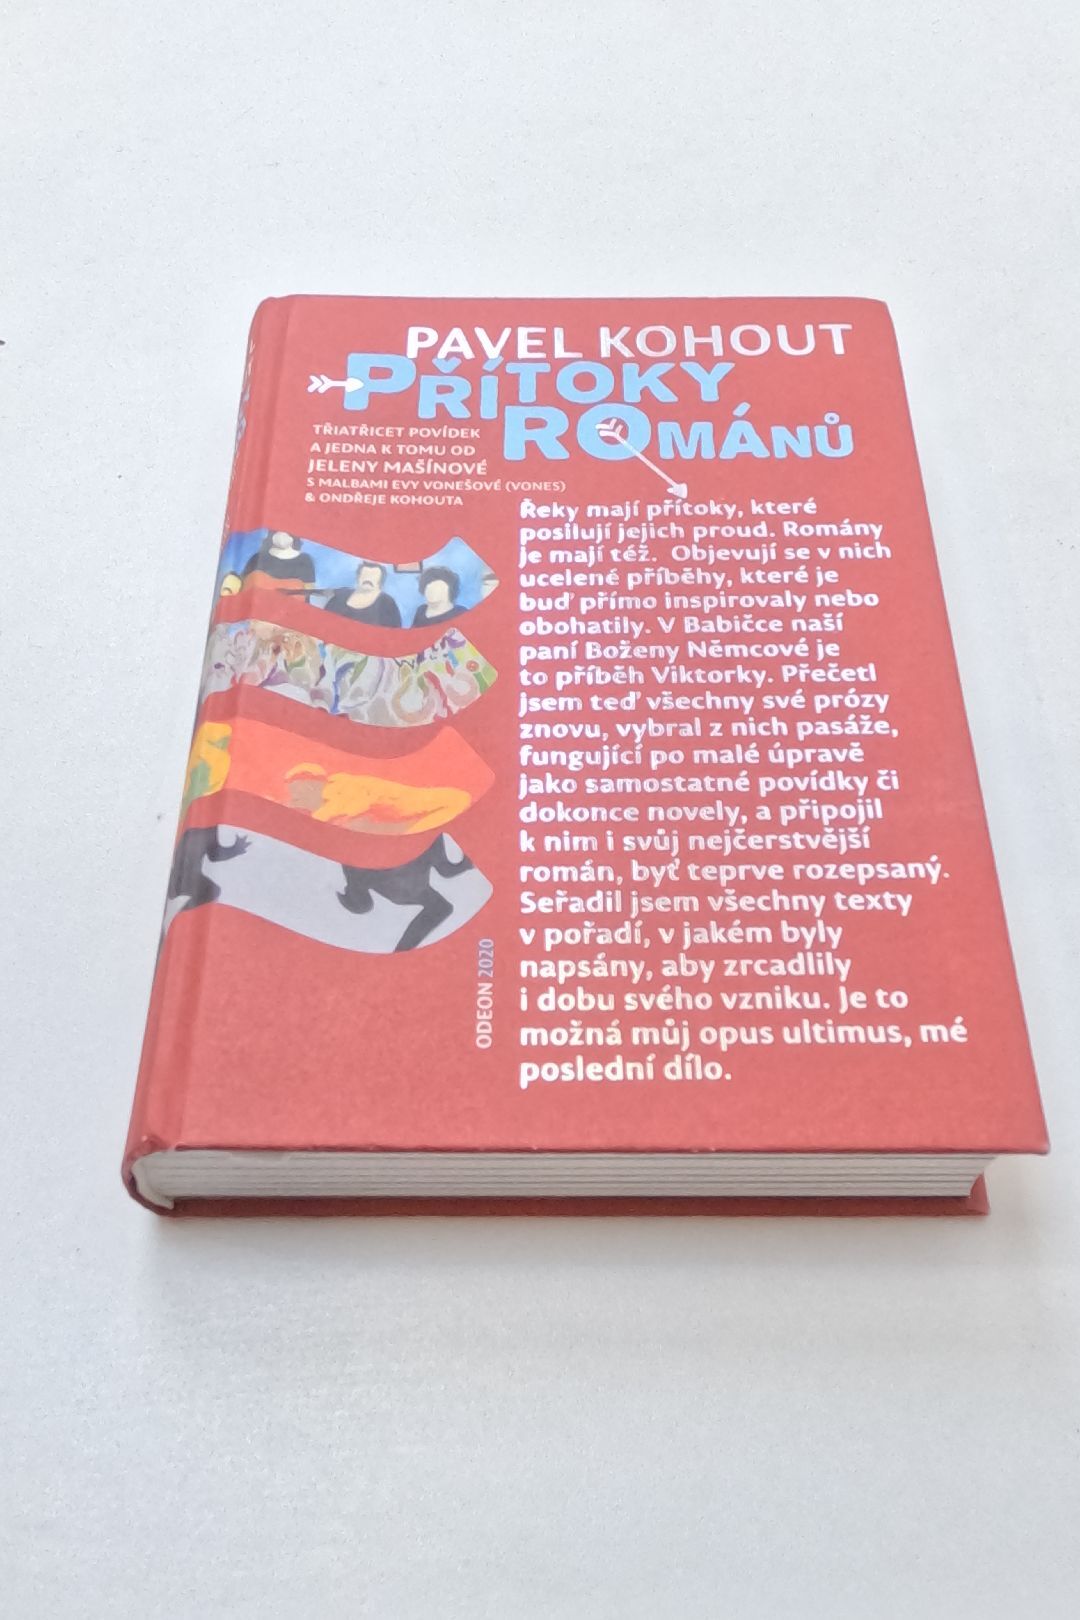 PAVEL KOHOUT
PŘÍTOKY
ROMÁNŮ
TŘIATŘICET POVÍDEK
A JEDNA K TOMU OD
JELENY MAŠÍNOVÉ
S MALBAMI EVY VONEŠOVÉ (VONES)
& ONDŘEJE KOHOUTA
Řeky mají přítoky, které
posilují jejich proud. Romány
je mají též. Objevují se v nich
ucelené příběhy, které je
buď přímo inspirovaly nebo
obohatily. V Babičce naší
paní Boženy Němcové je
to příběh Viktorky. Přečetl
jsem teď všechny své prózy
znovu, vybral z nich pasáže,
fungující po malé úpravě
jako samostatné povídky či
dokonce novely, a připojil
k nim i svůj nejčerstvější
román, byť teprve rozepsaný.
Seřadil jsem všechny texty
v pořadí, v jakém byly
napsány, aby zrcadlily
i dobu svého vzniku. Je to
možná můj opus ultimus, mé
poslední dílo.
ODEON 2020